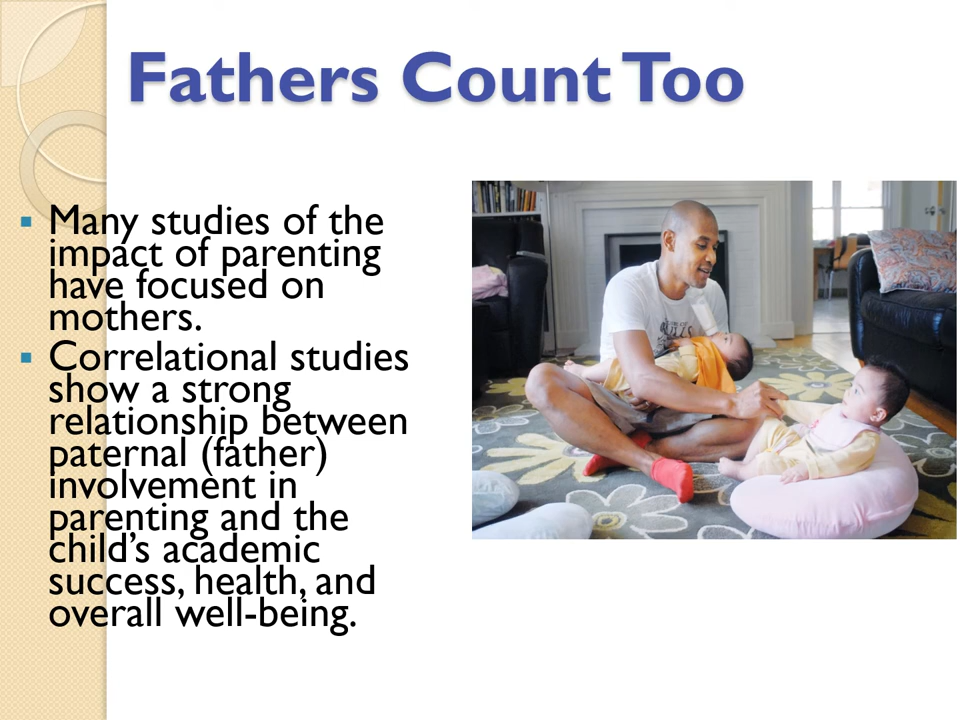 Fathers Count Too
▪ Many studies of the
impact of parenting
have focused on
mothers.
▪ Correlational studies
show a strong
relationship between
paternal (father)
involvement in
parenting and the
child’s academic
success, health, and
overall well-being.